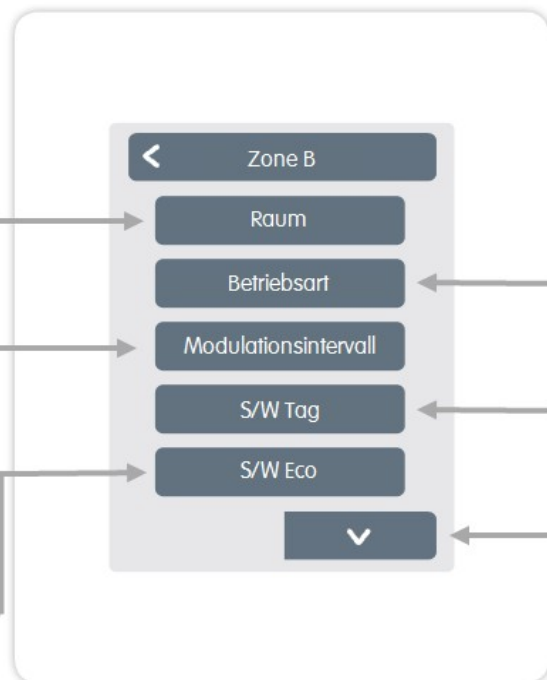 Zone B
Raum
Betriebsart
Modulationsintervall
S/W Tag
S/W Eco